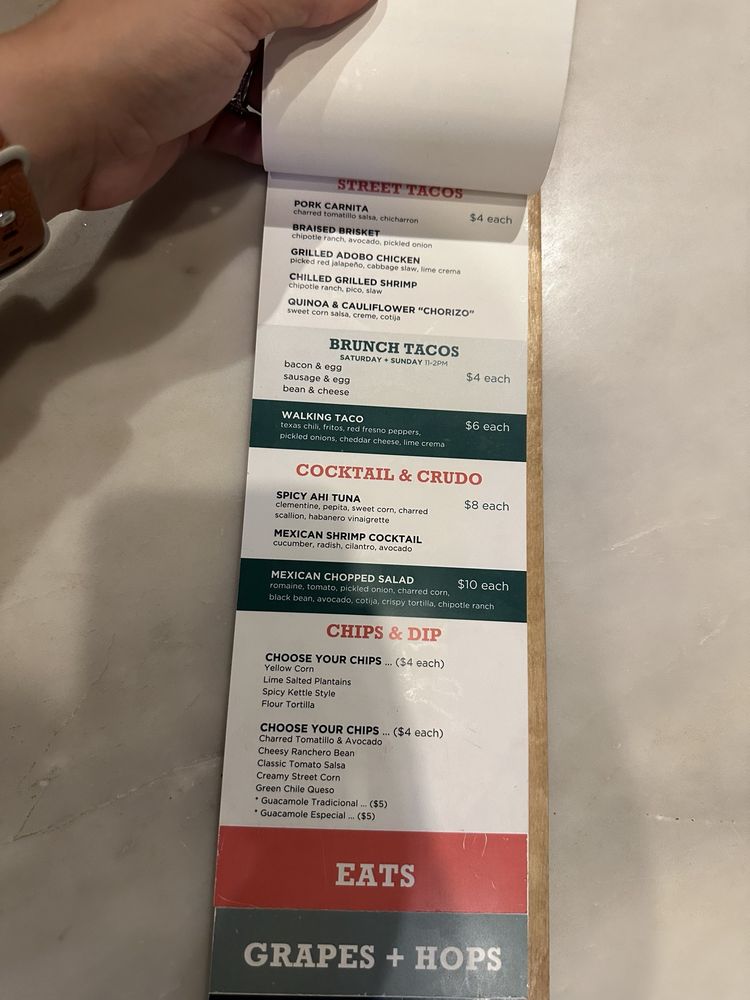 STREET TACOS
PORK CARNITA
charred tomatillo salsa, chicharron
$4 each
BRAISED BRISKET
chipotle ranch, avocado, pickled onion
GRILLED ADOBO CHICKEN
picked red jalapeño, cabbage slaw, lime crema
CHILLED GRILLED SHRIMP
chipotle ranch, pico, slaw
QUINOA & CAULIFLOWER "CHORIZO"
sweet corn salsa, creme, cotija
BRUNCH TACOS
SATURDAY + SUNDAY 11-2PM
bacon & egg
sausage & egg
bean & cheese
$4 each
WALKING TACO
texas chili, fritos, red fresno peppers,
pickled onions, cheddar cheese, lime crema
$6 each
COCKTAIL & CRUDO
SPICY AHI TUNA
clementine, pepita, sweet corn, charred
scallion, habanero vinaigrette
$8 each
MEXICAN SHRIMP COCKTAIL
cucumber, radish, cilantro, avocado
MEXICAN CHOPPED SALAD
romaine, tomato, pickled onion, charred corn,
black bean, avocado, cotija, crispy tortilla, chipotle ranch
$10 each
CHIPS & DIP
CHOOSE YOUR CHIPS ... ($4 each)
Yellow Corn
Lime Salted Plantains
Spicy Kettle Style
Flour Tortilla
CHOOSE YOUR CHIPS ... ($4 each)
Charred Tomatillo & Avocado
Cheesy Ranchero Bean
Classic Tomato Salsa
Creamy Street Corn
Green Chile Queso
* Guacamole Tradicional ... ($5)
* Guacamole Especial ... ($5)
EATS
GRAPES + HOPS